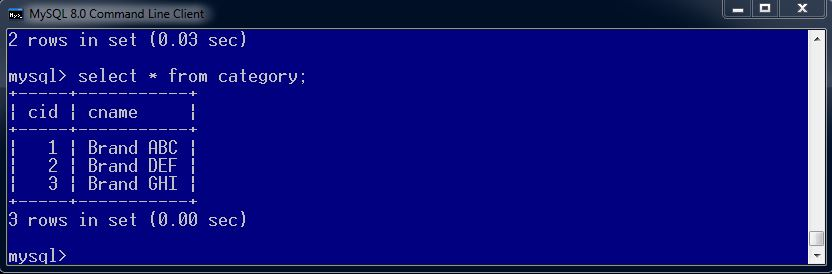 MySQL 8.0 Command Line Client
2 rows in set (0.03 sec)
mysql> select * from category;
+-----+-----------+
| cid | cname     |
+-----+-----------+
|   1 | Brand ABC |
|   2 | Brand DEF |
|   3 | Brand GHI |
+-----+-----------+
3 rows in set (0.00 sec)
mysql>